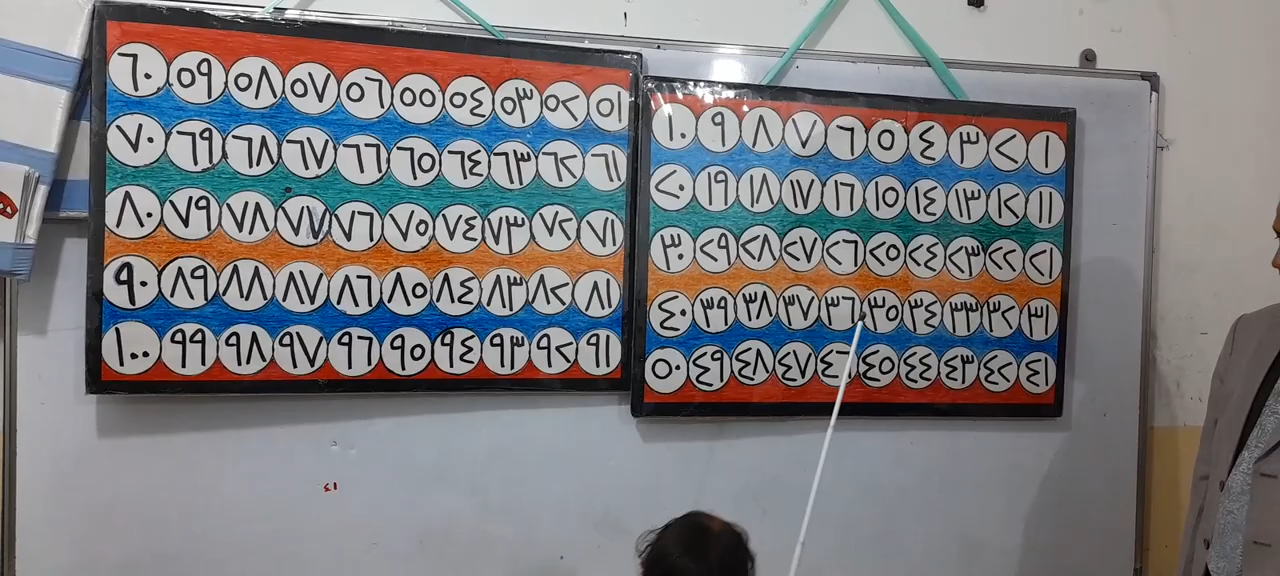 ١ ٢ ٣ ٤ ٥ ٦ ٧ ٨ ٩ ١٠
١١ ١٢ ١٣ ١٤ ١٥ ١٦ ١٧ ١٨ ١٩ ٢٠
٢١ ٢٢ ٢٣ ٢٤ ٢٥ ٢٦ ٢٧ ٢٨ ٢٩ ٣٠
٣١ ٣٢ ٣٣ ٣٤ ٣٥ ٣٦ ٣٧ ٣٨ ٣٩ ٤٠
٤١ ٤٢ ٤٣ ٤٤ ٤٥ ٤٦ ٤٧ ٤٨ ٤٩ ٥٠
٥١ ٥٢ ٥٣ ٥٤ ٥٥ ٥٦ ٥٧ ٥٨ ٥٩ ٦٠
٦١ ٦٢ ٦٣ ٦٤ ٦٥ ٦٦ ٦٧ ٦٨ ٦٩ ٧٠
٧١ ٧٢ ٧٣ ٧٤ ٧٥ ٧٦ ٧٧ ٧٨ ٧٩ ٨٠
٨١ ٨٢ ٨٣ ٨٤ ٨٥ ٨٦ ٨٧ ٨٨ ٨٩ ٩٠
٩١ ٩٢ ٩٣ ٩٤ ٩٥ ٩٦ ٩٧ ٩٨ ٩٩ ١٠٠
٤١